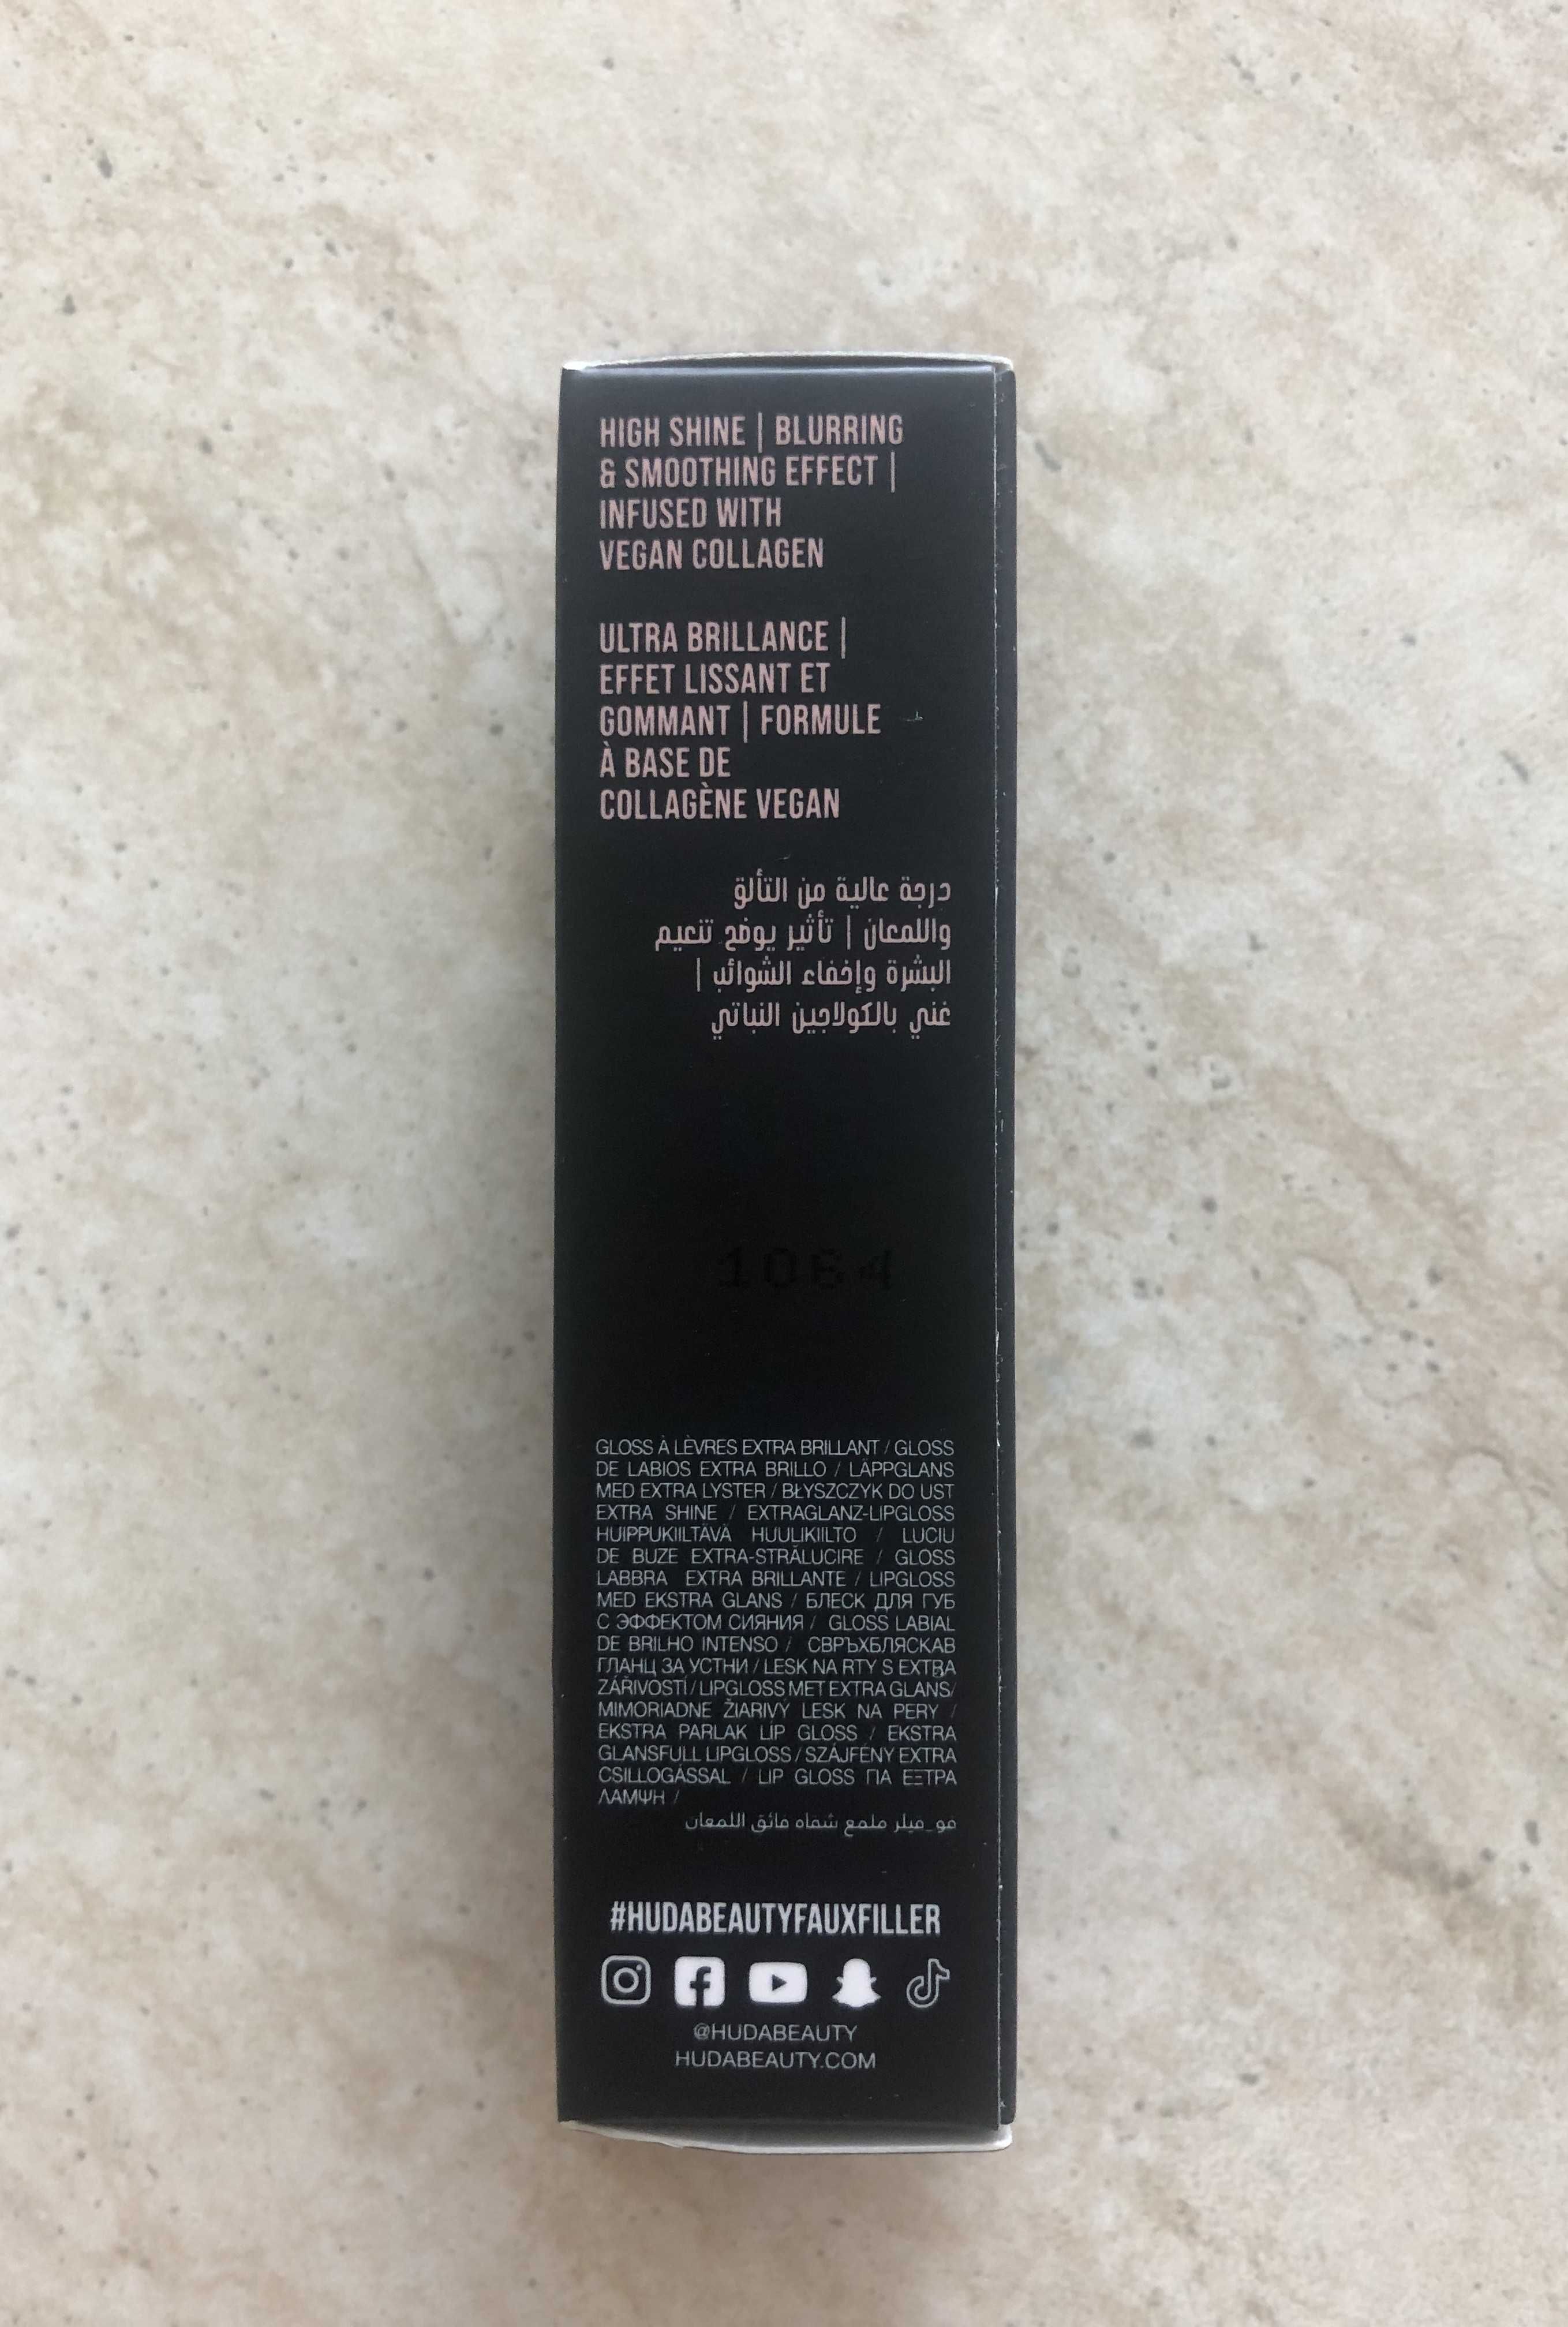 HIGH SHINE | BLURRING
& SMOOTHING EFFECT |
INFUSED WITH
VEGAN COLLAGEN
ULTRA BRILLANCE |
EFFET LISSANT ET
GOMMANT | FORMULE
À BASE DE
COLLAGÈNE VEGAN
درجة عالية من التألق
واللمعان | تأثير يوضح تنعيم
البشرة وإخفاء الشوائب |
غني بالكولاجين النباتي
1064
GLOSS À LÈVRES EXTRA BRILLANT / GLOSS
DE LABIOS EXTRA BRILLO / LÄPPGLANS
MED EXTRA LYSTER / BŁYSZCZYK DO UST
EXTRA SHINE / EXTRAGLANZ-LIPGLOSS
HUIPPUKIILTÄVÄ HUULIKIILTO / LUCIU
DE BUZE EXTRA-STRĂLUCIRE / GLOSS
LABBRA EXTRA BRILLANTE / LIPGLOSS
MED EKSTRA GLANS / БЛЕСК ДЛЯ ГУБ
С ЭФФЕКТОМ СИЯНИЯ / GLOSS LABIAL
DE BRILHO INTENSO / СВРЪХБЛЯСКАВ
ГЛАНЦ ЗА УСТНИ / LESK NA RTY S EXTRA
ZÁŘIVOSTÍ / LIPGLOSS MET EXTRA GLANS/
MIMORIADNE ŽIARIVÝ LESK NA PERY /
EKSTRA PARLAK LİP GLOSS / EKSTRA
GLANSFULL LIPGLOSS / SZÁJFÉNY EXTRA
CSILLOGÁSSAL / LIP GLOSS ΓΙΑ ΕΞΤΡΑ
ΛΑΜΨΗ /
فو_فيلر ملمع شفاه فائق اللمعان
#HUDABEAUTYFAUXFILLER
@HUDABEAUTY
HUDABEAUTY.COM